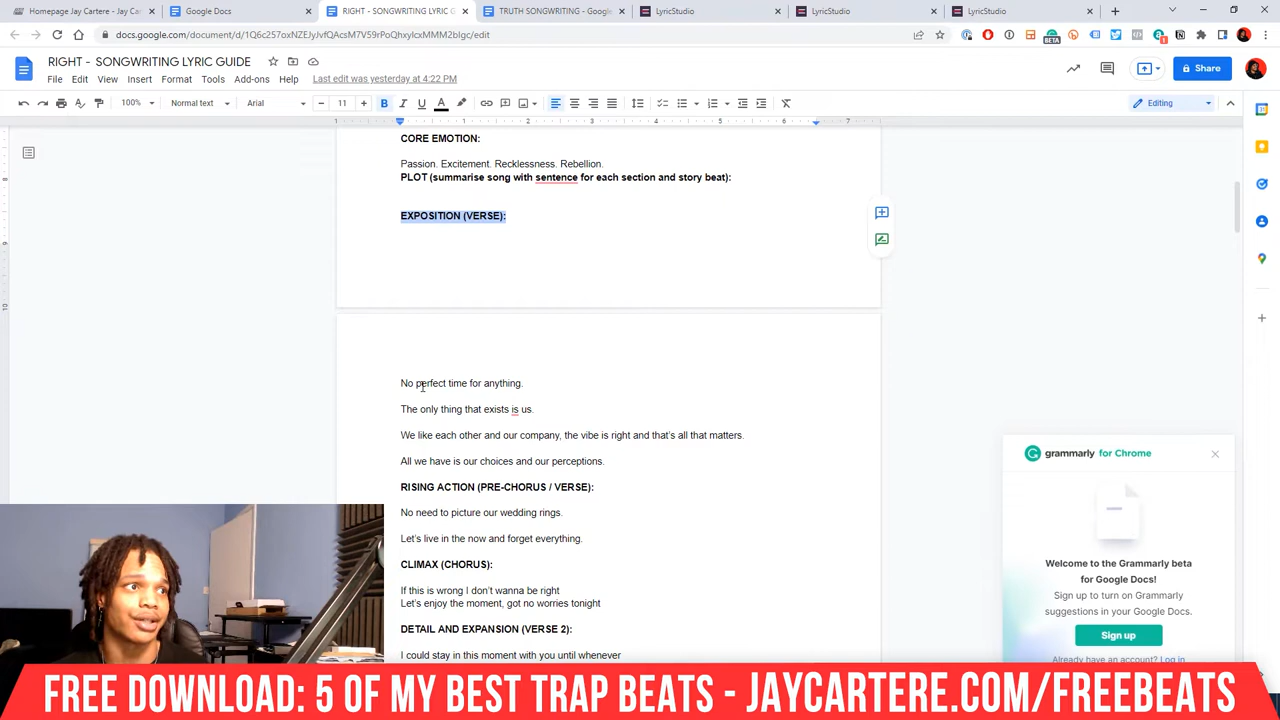 Homepage Jay Cartere - Jay Cart
Google Docs
RIGHT - SONGWRITING LYRIC G
TRUTH SONGWRITING - Google
LyricStudio
LyricStudio
LyricStudio
docs.google.com/document/d/1Q6c257oxNZEJyJvfQAcsM7V59rPoQhxyIcxMMM2bIgc/edit
RIGHT - SONGWRITING LYRIC GUIDE
File Edit View Insert Format Tools Add-ons Help Last edit was yesterday at 4:22 PM
Share
100% Normal text Arial 11
Editing
CORE EMOTION:
Passion. Excitement. Recklessness. Rebellion.
PLOT (summarise song with sentence for each section and story beat):
EXPOSITION (VERSE):
No perfect time for anything.
The only thing that exists is us.
We like each other and our company, the vibe is right and that's all that matters.
All we have is our choices and our perceptions.
RISING ACTION (PRE-CHORUS / VERSE):
No need to picture our wedding rings.
Let's live in the now and forget everything.
CLIMAX (CHORUS):
If this is wrong I don't wanna be right
Let's enjoy the moment, got no worries tonight
DETAIL AND EXPANSION (VERSE 2):
I could stay in this moment with you until whenever
grammarly for Chrome
Welcome to the Grammarly beta
for Google Docs!
Sign up to turn on Grammarly
suggestions in your Google Docs.
Sign up
Already have an account? Log in
FREE DOWNLOAD: 5 OF MY BEST TRAP BEATS - JAYCARTERE.COM/FREEBEATS